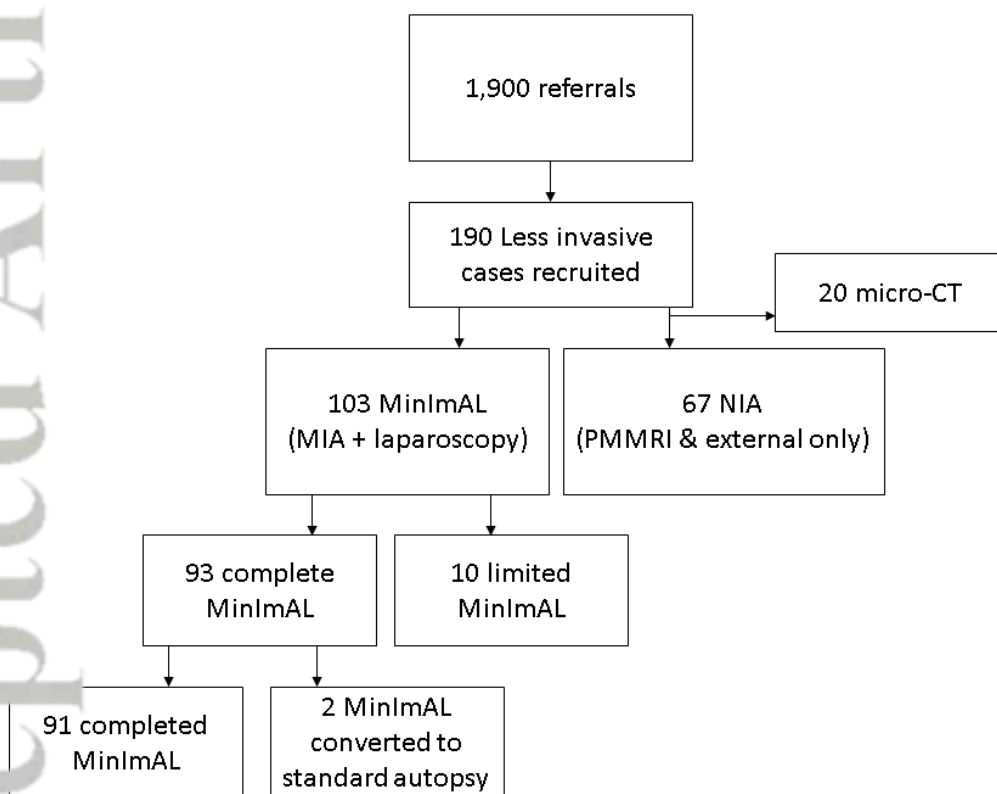 1,900 referrals
190 Less invasive
cases recruited
20 micro-CT
103 MinImAL
(MIA + laparoscopy)
67 NIA
(PMMRI & external only)
93 complete
MinImAL
10 limited
MinImAL
91 completed
MinImAL
2 MinImAL
converted to
standard autopsy